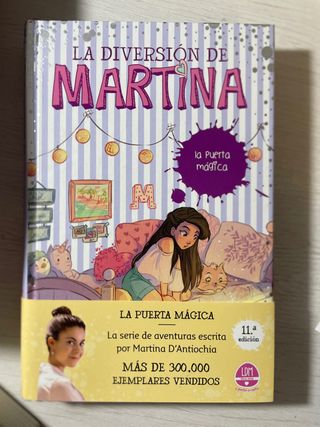 LA DIVERSIÓN DE
MARTINA
la puerta
mágica
M
LA PUERTA MÁGICA
La serie de aventuras escrita
por Martina D'Antiochia
MÁS DE 300.000
EJEMPLARES VENDIDOS
11.ª
edición
LDM